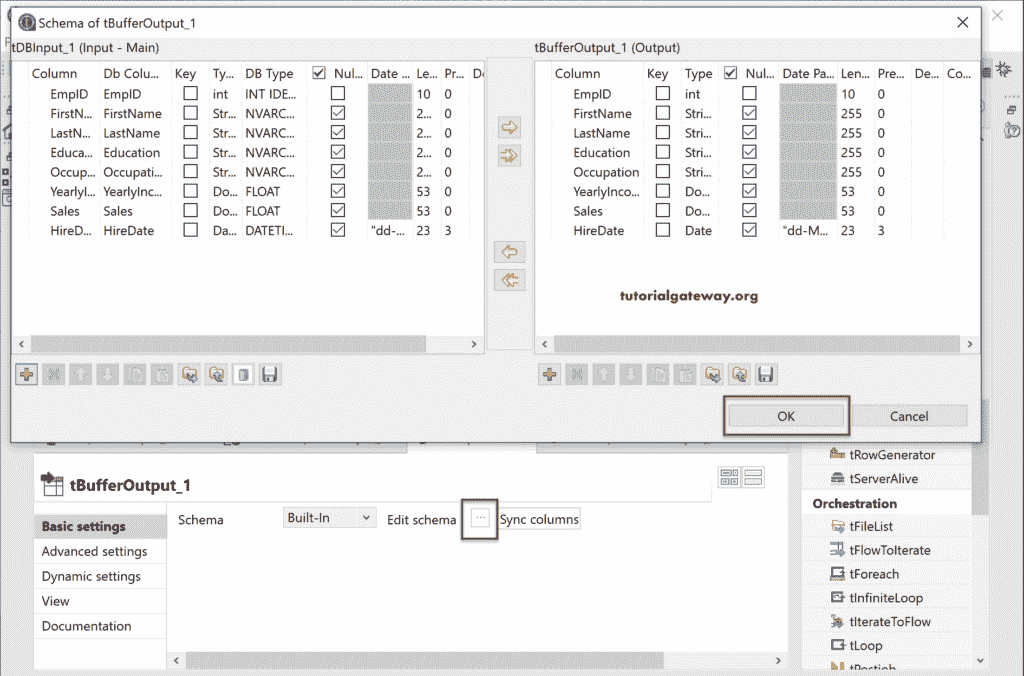 Schema of tBufferOutput_1
tDBInput_1 (Input - Main)
Column Db Colu... Key Ty... DB Type Nul... Date ... Le... Pr...
EmpID EmpID int INT IDE... 10 0
FirstN... FirstName Str... NVARC... 2... 0
LastN... LastName Str... NVARC... 2... 0
Educa... Education Str... NVARC... 2... 0
Occup... Occupati... Str... NVARC... 2... 0
YearlyI... YearlyInc... Do... FLOAT 53 0
Sales Sales Do... FLOAT 53 0
HireD... HireDate Da... DATETI... "dd-... 23 3
tBufferOutput_1 (Output)
Column Key Type Nul... Date Pa... Len... Pre... De... Co...
EmpID int 10 0
FirstName Stri... 255 0
LastName Stri... 255 0
Education Stri... 255 0
Occupation Stri... 255 0
YearlyInco... Do... 53 0
Sales Do... 53 0
HireDate Date "dd-M... 23 3
tutorialgateway.org
OK Cancel
tBufferOutput_1
Basic settings
Advanced settings
Dynamic settings
View
Documentation
Schema Built-In Edit schema ... Sync columns
tRowGenerator
tServerAlive
Orchestration
tFileList
tFlowToIterate
tForeach
tInfiniteLoop
tIterateToFlow
tLoop